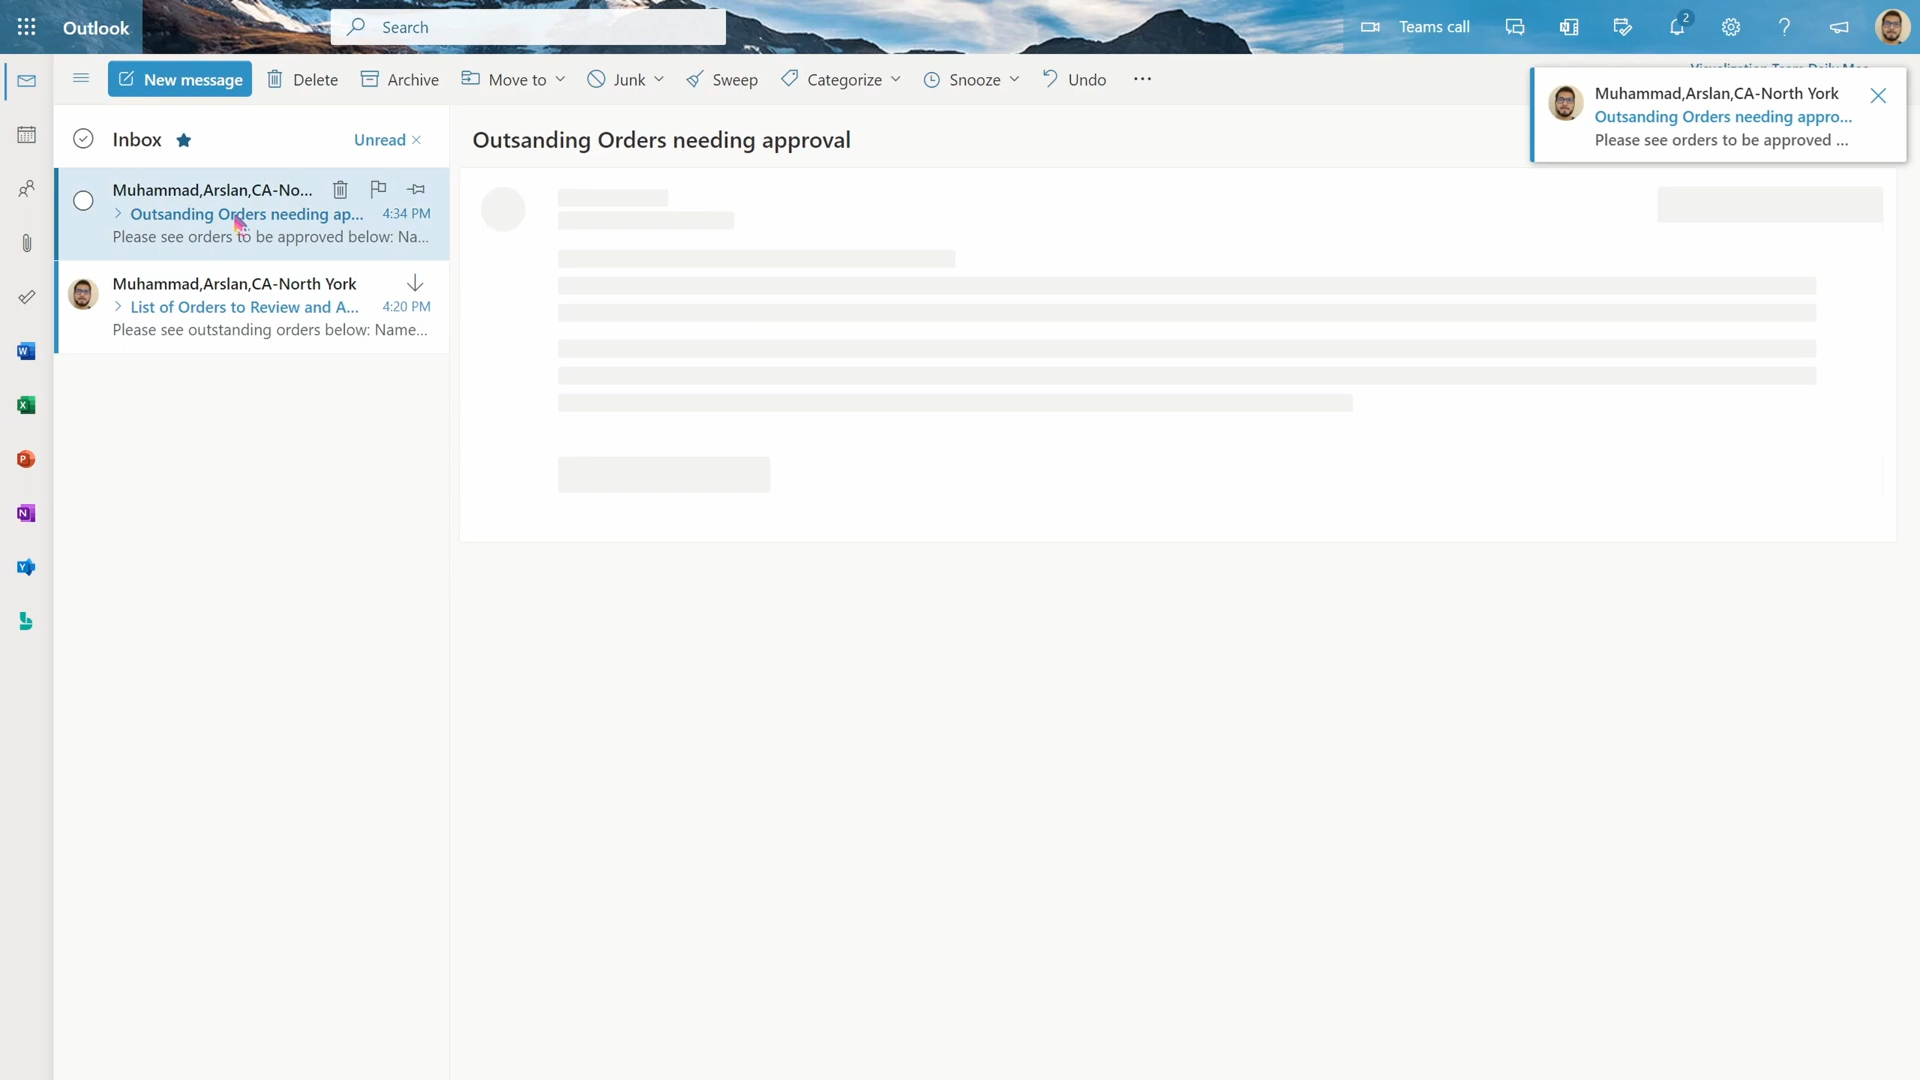 Outlook
Search
Teams call
2
New message
Delete
Archive
Move to
Junk
Sweep
Categorize
Snooze
Undo
Muhammad,Arslan,CA-North York
Outsanding Orders needing appro...
Please see orders to be approved ...
Inbox
Unread
Muhammad,Arslan,CA-No...
Outsanding Orders needing ap... 4:34 PM
Please see orders to be approved below: Na...
Muhammad,Arslan,CA-North York
List of Orders to Review and A... 4:20 PM
Please see outstanding orders below: Name...
Outsanding Orders needing approval